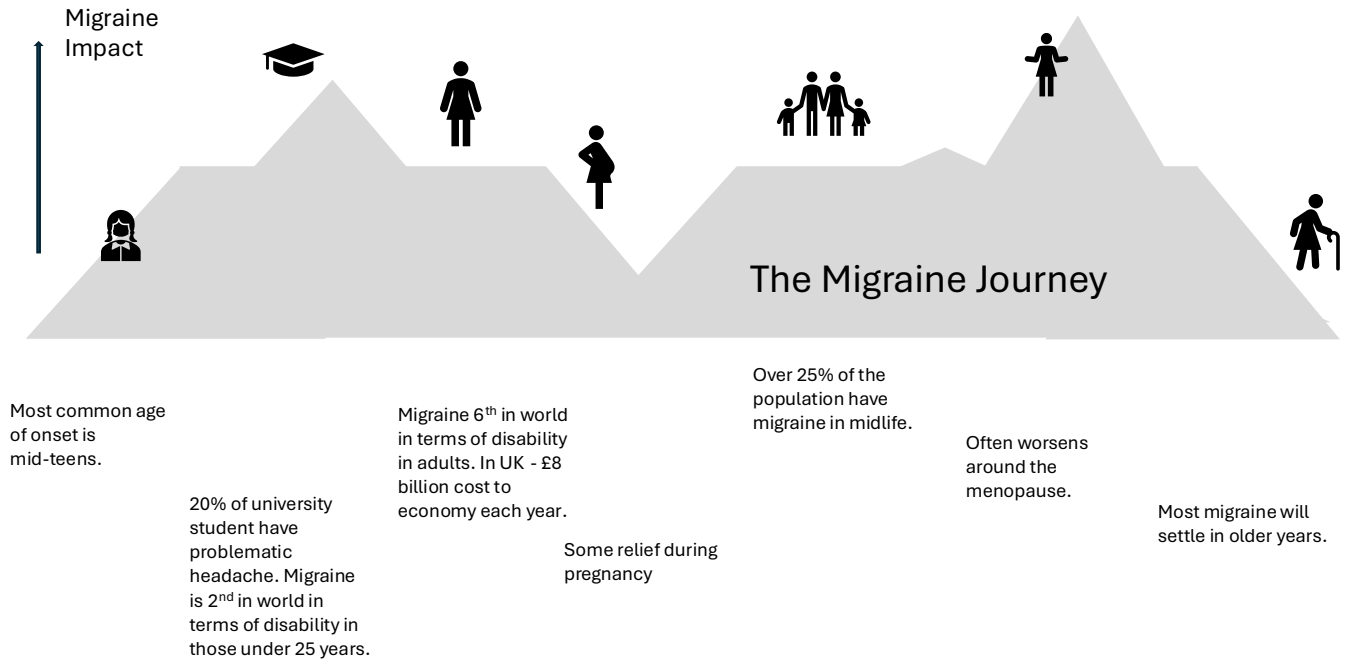 Migraine
Impact
The Migraine Journey
Most common age
of onset is
mid-teens.
20% of university
student have
problematic
headache. Migraine
is 2nd in world in
terms of disability in
those under 25 years.
Migraine 6th in world
in terms of disability
in adults. In UK - £8
billion cost to
economy each year.
Some relief during
pregnancy
Over 25% of the
population have
migraine in midlife.
Often worsens
around the
menopause.
Most migraine will
settle in older years.